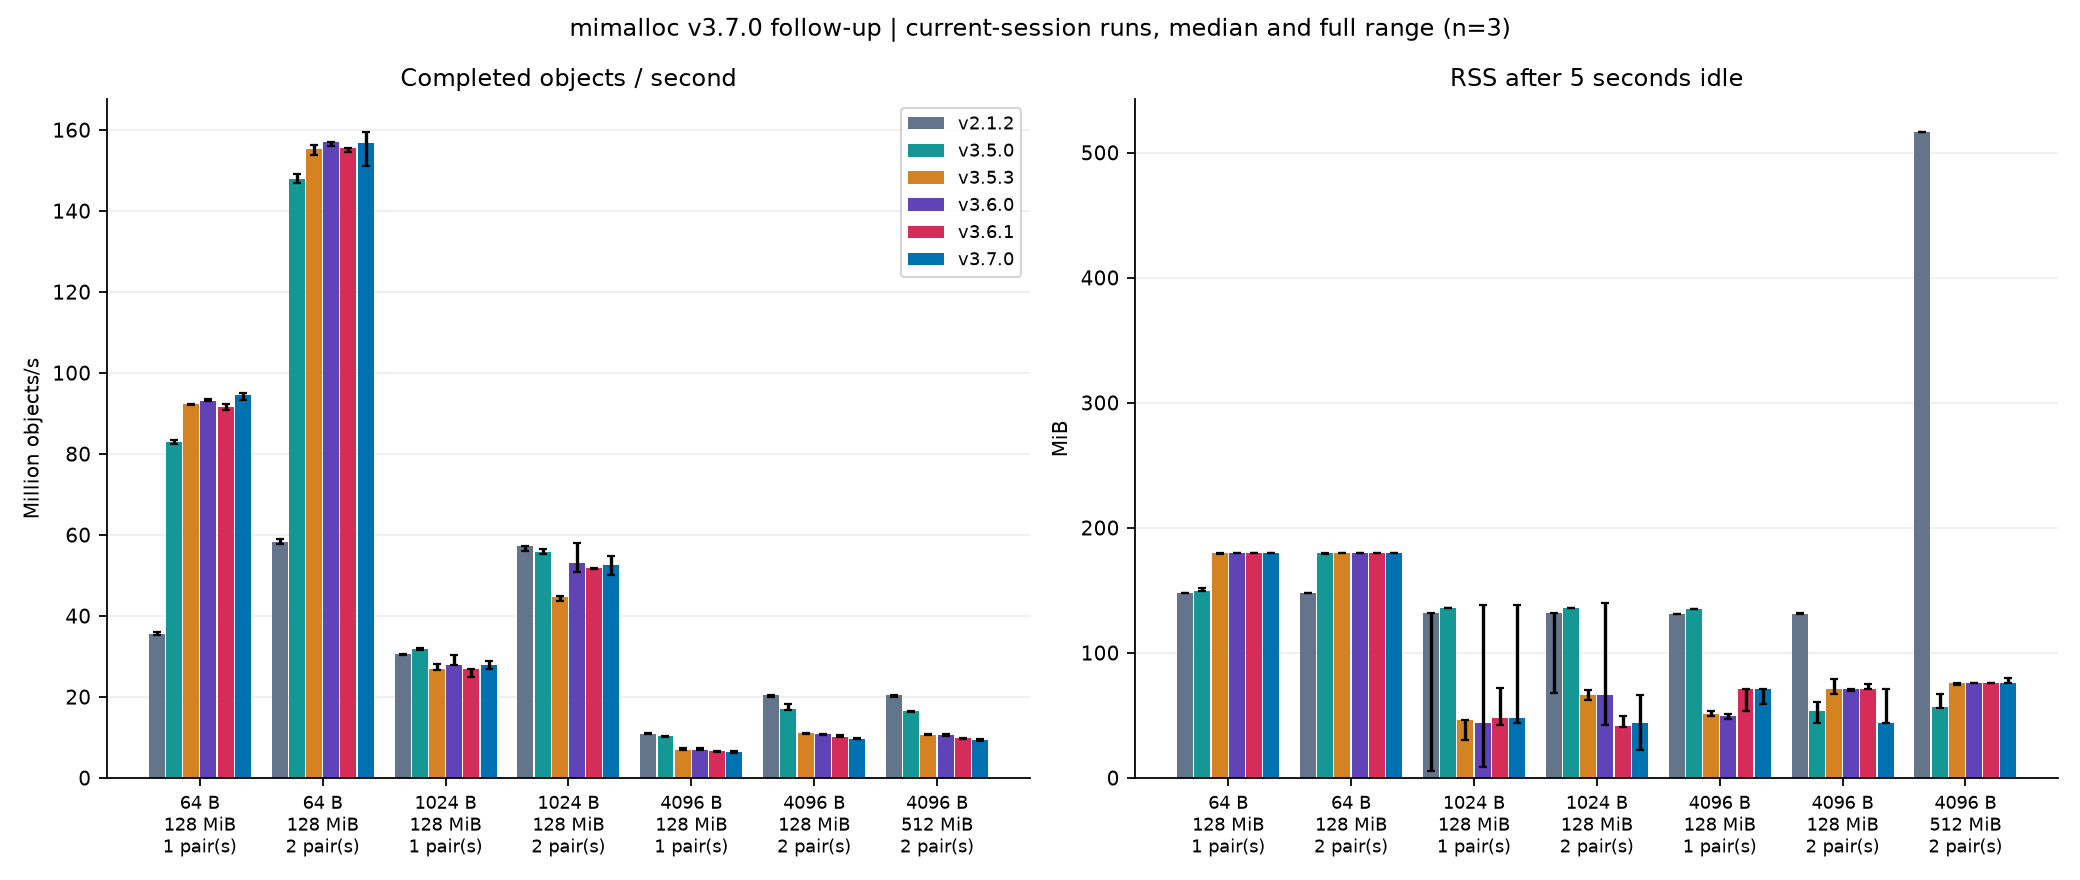 mimalloc v3.7.0 follow-up | current-session runs, median and full range (n=3)
Completed objects / second
Million objects/s
160
140
120
100
80
60
40
20
0
v2.1.2
v3.5.0
v3.5.3
v3.6.0
v3.6.1
v3.7.0
64 B
128 MiB
1 pair(s)
64 B
128 MiB
2 pair(s)
1024 B
128 MiB
1 pair(s)
1024 B
128 MiB
2 pair(s)
4096 B
128 MiB
1 pair(s)
4096 B
128 MiB
2 pair(s)
4096 B
512 MiB
2 pair(s)
RSS after 5 seconds idle
MiB
500
400
300
200
100
0
64 B
128 MiB
1 pair(s)
64 B
128 MiB
2 pair(s)
1024 B
128 MiB
1 pair(s)
1024 B
128 MiB
2 pair(s)
4096 B
128 MiB
1 pair(s)
4096 B
128 MiB
2 pair(s)
4096 B
512 MiB
2 pair(s)